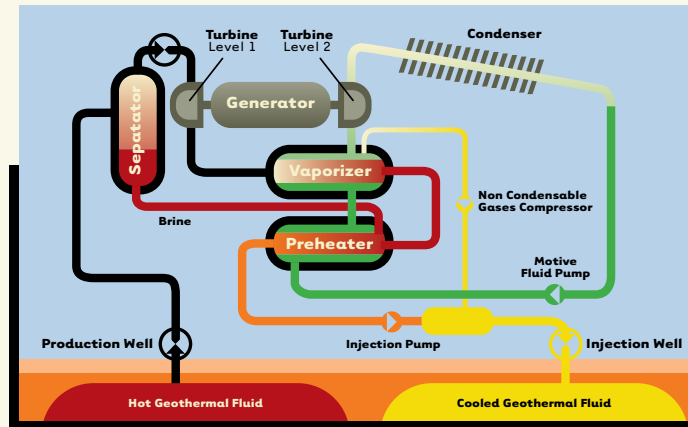 Turbine
Level 1
Turbine
Level 2
Condenser
Generator
Sepatator
Vaporizer
Non Condensable
Gases Compressor
Brine
Preheater
Motive
Fluid Pump
Production Well
Injection Pump
Injection Well
Hot Geothermal Fluid
Cooled Geothermal Fluid